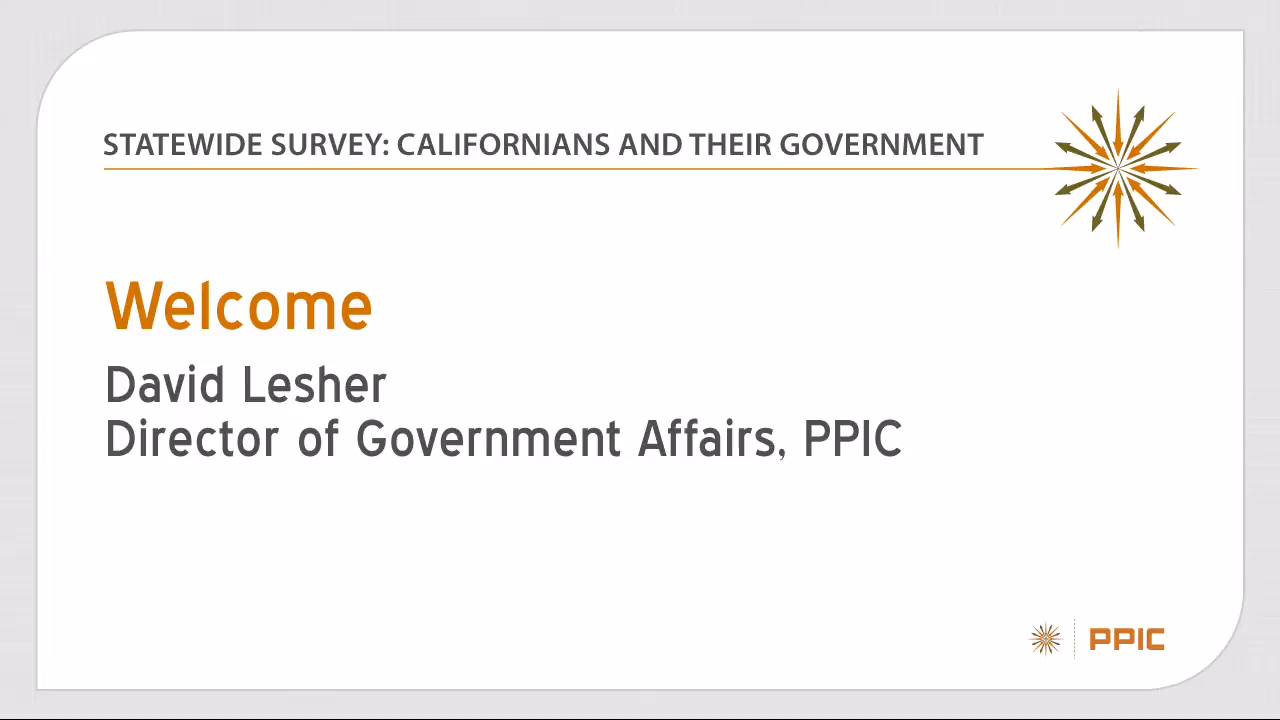 STATEWIDE SURVEY: CALIFORNIANS AND THEIR GOVERNMENT
Welcome
David Lesher
Director of Government Affairs, PPIC
PPIC